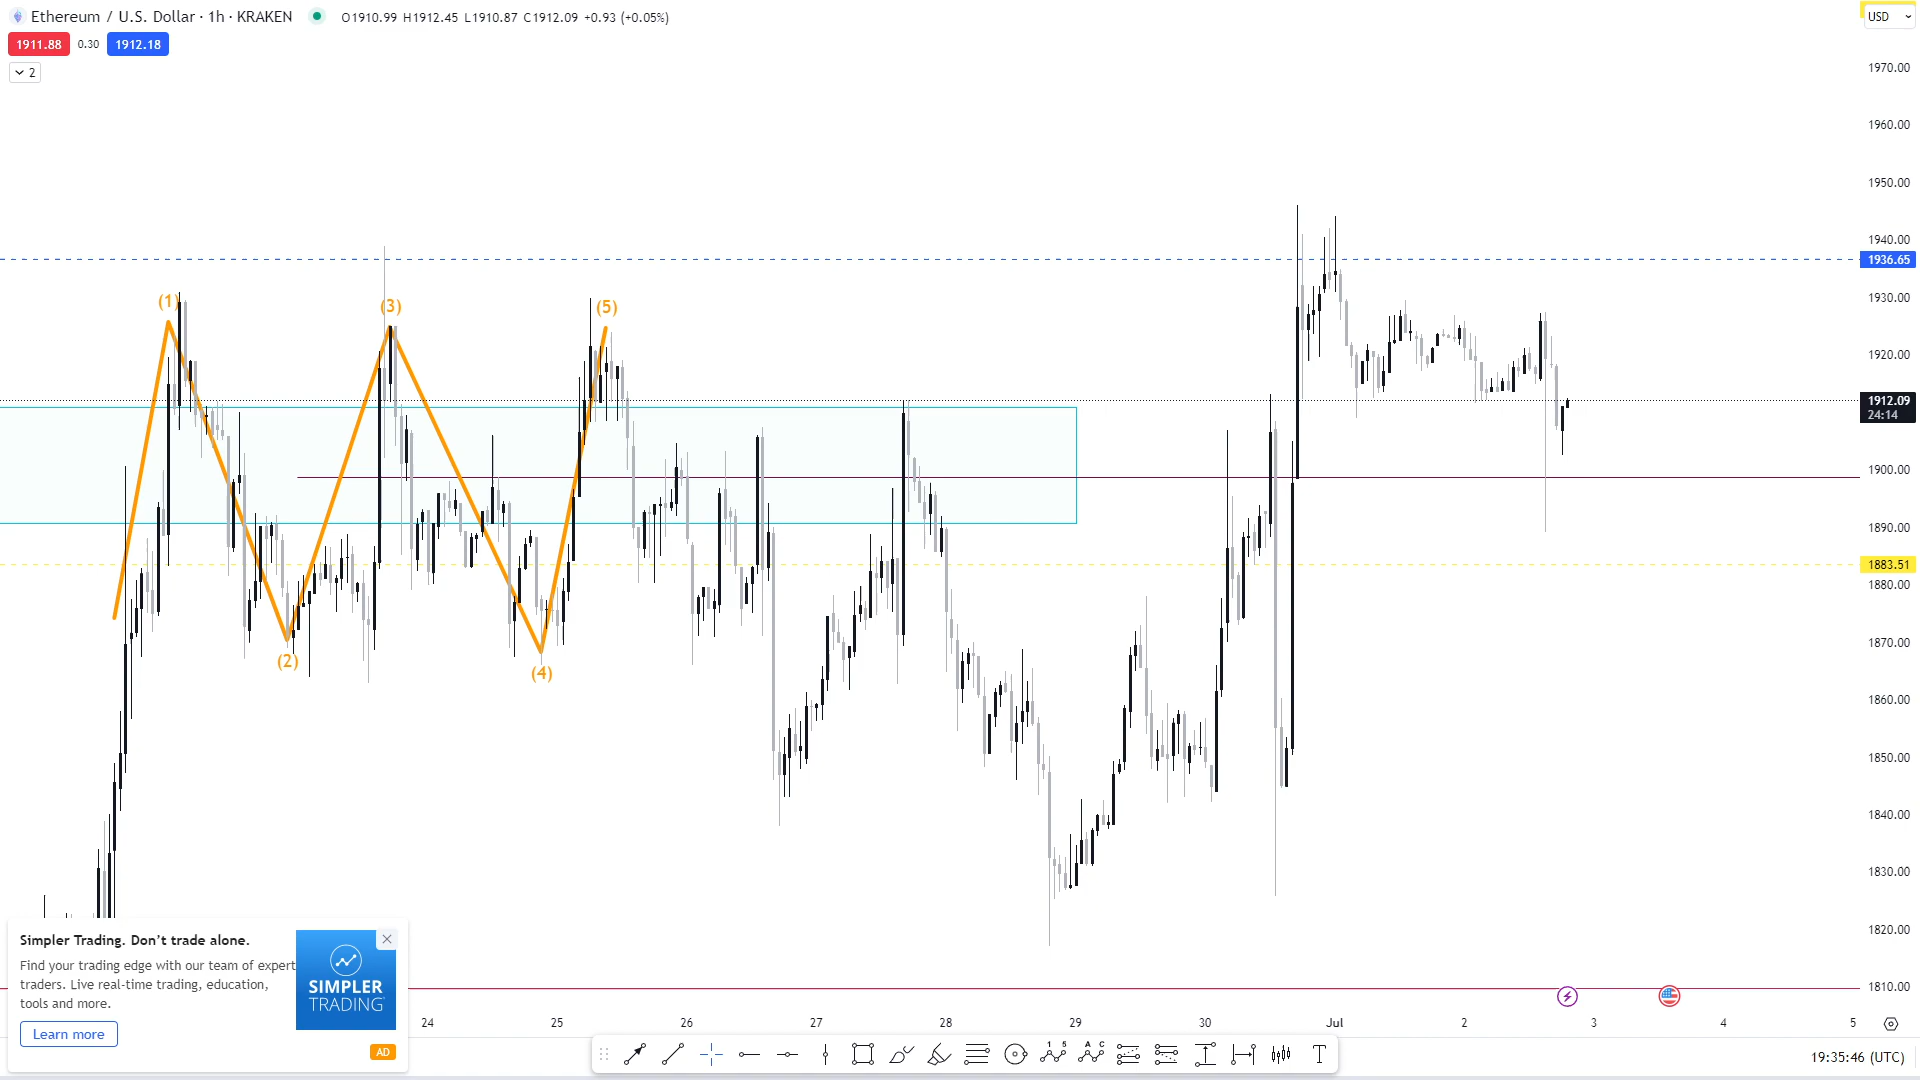 Ethereum / U.S. Dollar · 1h · KRAKEN O1910.99 H1912.45 L1910.87 C1912.09 +0.93 (+0.05%)
USD
1911.88 0.30 1912.18
2
1970.00
1960.00
1950.00
1940.00
1936.65
1930.00
1920.00
1912.09
24:14
1900.00
1890.00
1883.51
1880.00
1870.00
1860.00
1850.00
1840.00
1830.00
1820.00
1810.00
(1)
(3)
(5)
(2)
(4)
Simpler Trading. Don’t trade alone.
Find your trading edge with our team of expert
traders. Live real-time trading, education,
tools and more.
Learn more
SIMPLER
TRADING
AD
24 25 26 27 28 29 30 Jul 2 3 4 5
1 5
A C
T
19:35:46 (UTC)